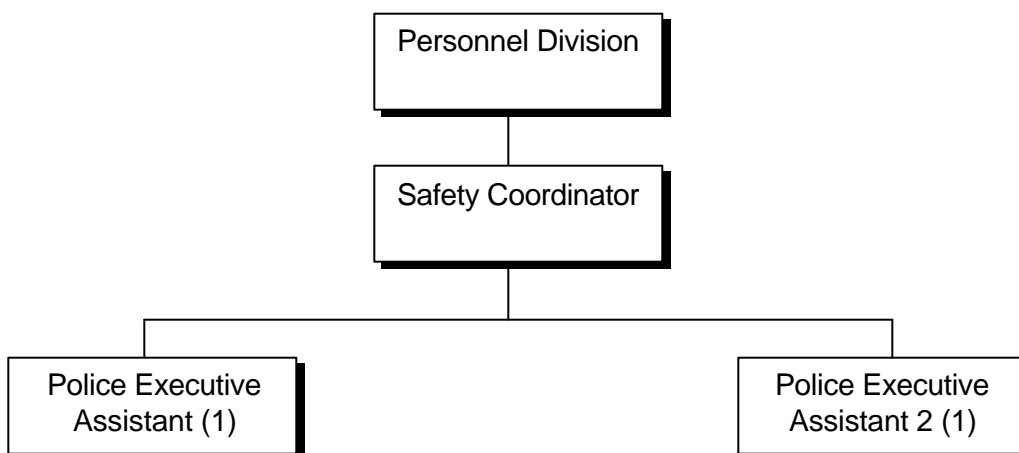 Personnel Division
Safety Coordinator
Police Executive
Assistant (1)
Police Executive
Assistant 2 (1)